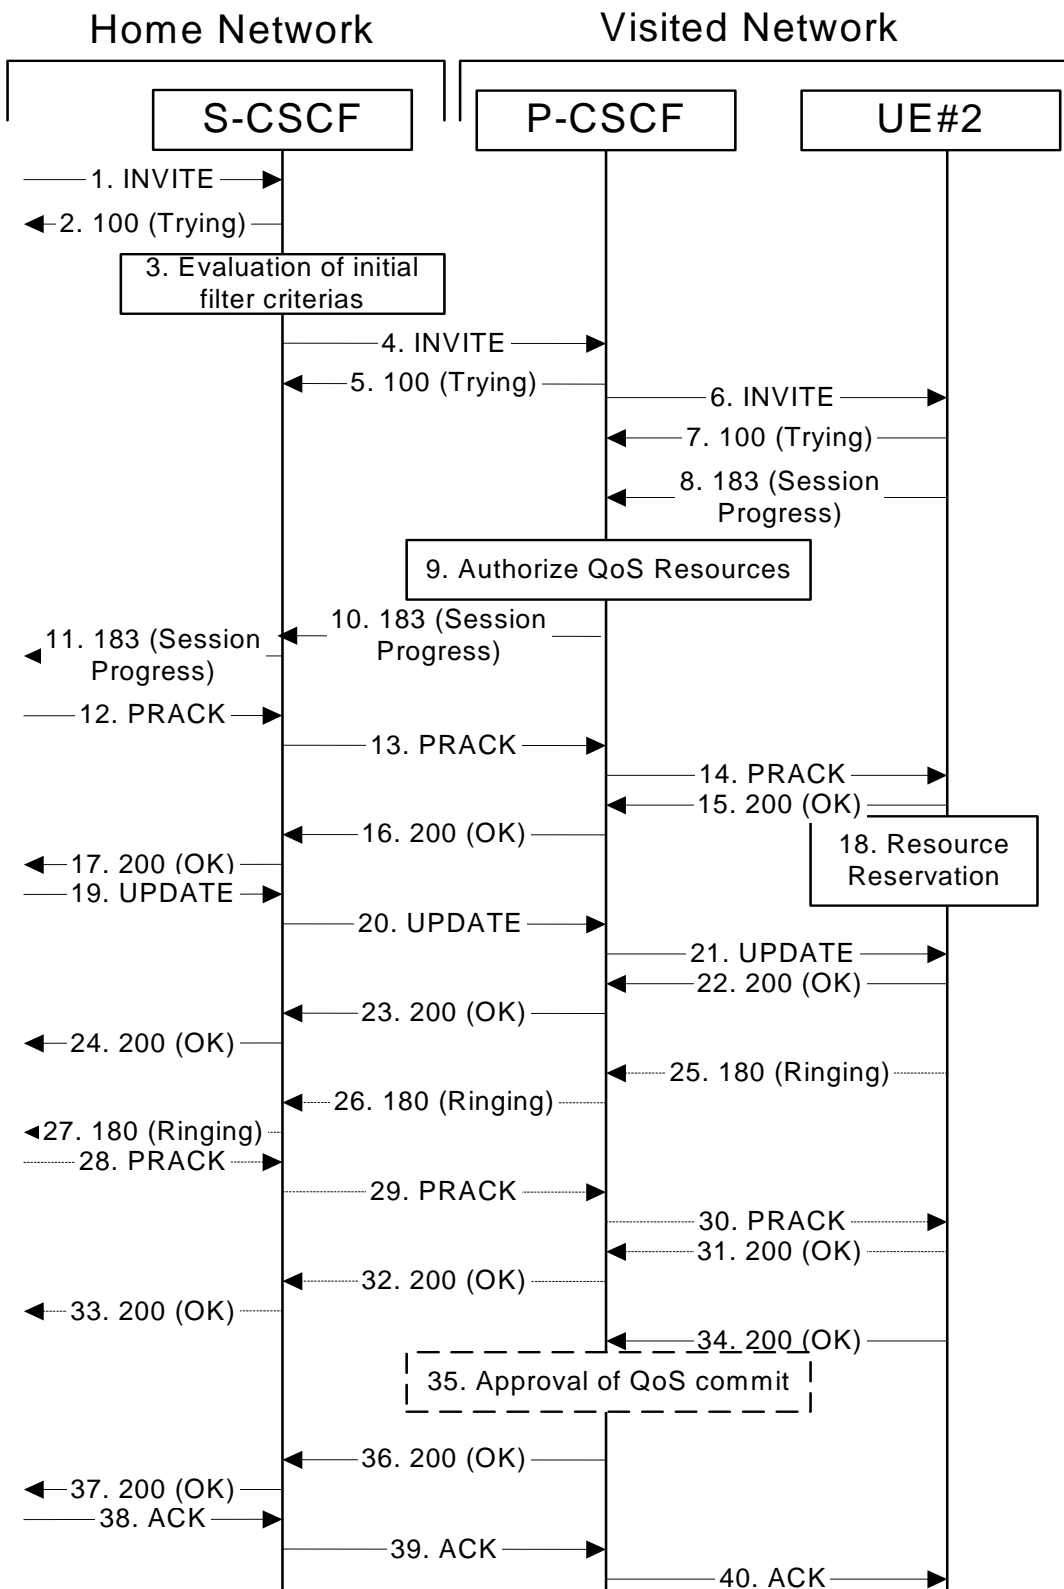 Home Network
Visited Network
S-CSCF
P-CSCF
UE#2
1. INVITE
2. 100 (Trying)
3. Evaluation of initial
filter criterias
4. INVITE
5. 100 (Trying)
6. INVITE
7. 100 (Trying)
8. 183 (Session
Progress)
9. Authorize QoS Resources
10. 183 (Session
Progress)
11. 183 (Session
Progress)
12. PRACK
13. PRACK
14. PRACK
15. 200 (OK)
16. 200 (OK)
17. 200 (OK)
18. Resource
Reservation
19. UPDATE
20. UPDATE
21. UPDATE
22. 200 (OK)
23. 200 (OK)
24. 200 (OK)
25. 180 (Ringing)
26. 180 (Ringing)
27. 180 (Ringing)
28. PRACK
29. PRACK
30. PRACK
31. 200 (OK)
32. 200 (OK)
33. 200 (OK)
34. 200 (OK)
35. Approval of QoS commit
36. 200 (OK)
37. 200 (OK)
38. ACK
39. ACK
40. ACK